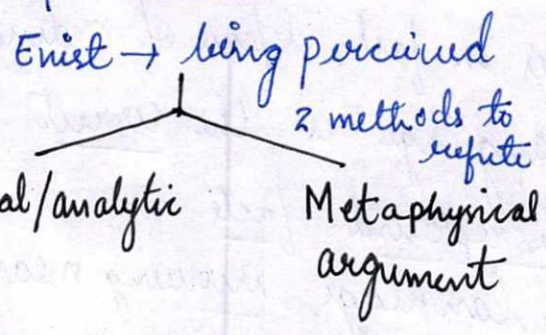 Exist → being perceived
2 methods to
refute
al/analytic
Metaphysical
argument